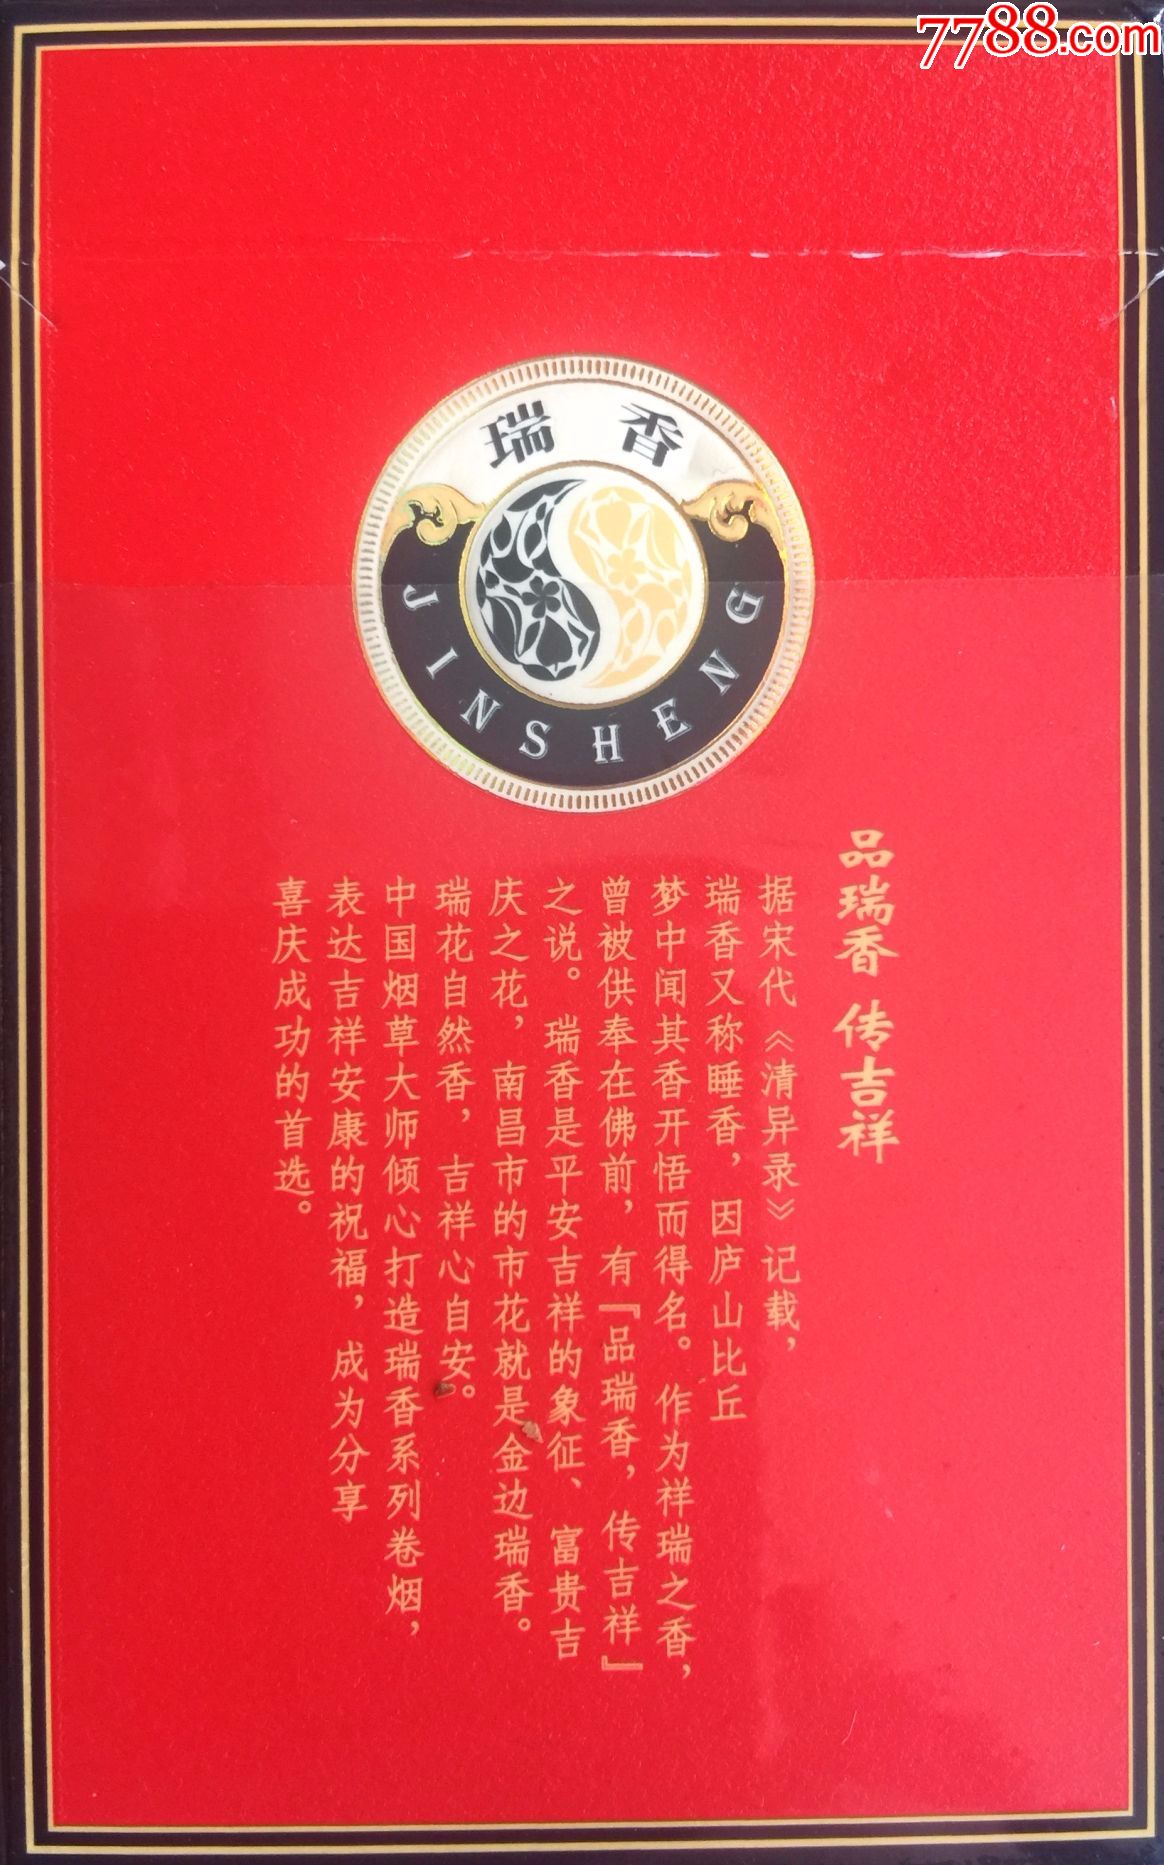 7788.com
瑞香
JINSHENG
品瑞香 传吉祥
据宋代《清异录》记载，
瑞香又称睡香，因庐山比丘
梦中闻其香开悟而得名。作为祥瑞之香，
曾被供奉在佛前，有『品瑞香，传吉祥』
之说。瑞香是平安吉祥的象征、富贵吉
庆之花，南昌市的市花就是金边瑞香。
瑞花自然香，吉祥心自安。
中国烟草大师倾心打造瑞香系列卷烟，
表达吉祥安康的祝福，成为分享
喜庆成功的首选。